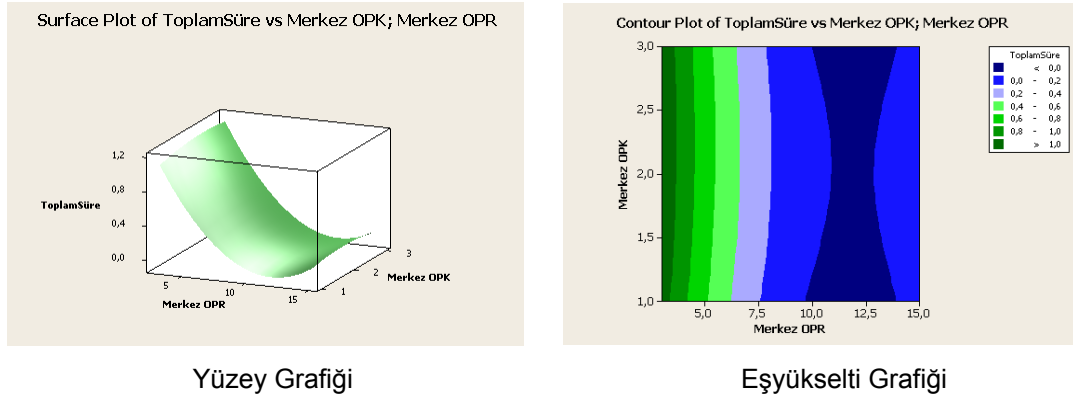 Surface Plot of ToplamSüre vs Merkez OPK; Merkez OPR
1,2
0,8
ToplamSüre
0,4
0,0
3
2
Merkez OPK
1
5
10
15
Merkez OPR
Yüzey Grafiği
Contour Plot of ToplamSüre vs Merkez OPK; Merkez OPR
3,0
2,5
Merkez OPK
2,0
1,5
1,0
5,0 7,5 10,0 12,5 15,0
Merkez OPR
ToplamSüre
< 0,0
0,0 - 0,2
0,2 - 0,4
0,4 - 0,6
0,6 - 0,8
0,8 - 1,0
> 1,0
Eşyükselti Grafiği